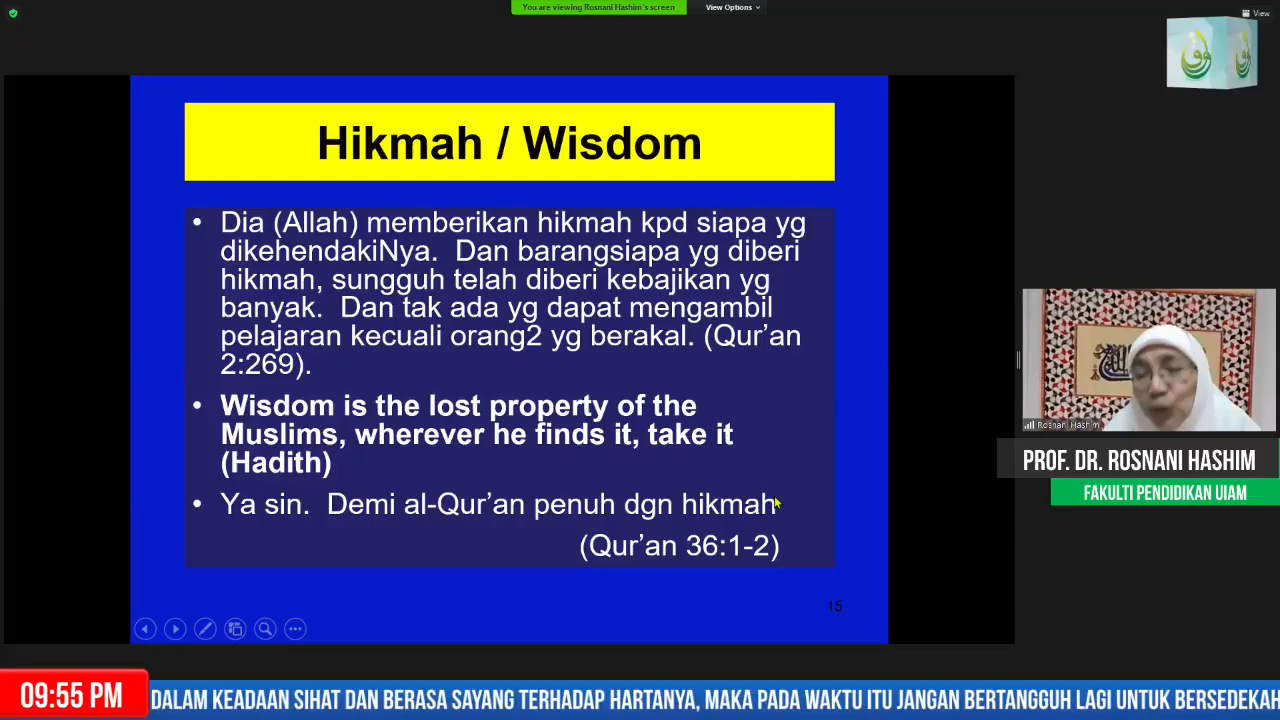 You are viewing Rosnani Hashim's screen
View Options
View
Hikmah / Wisdom
• Dia (Allah) memberikan hikmah kpd siapa yg
dikehendakiNya. Dan barangsiapa yg diberi
hikmah, sungguh telah diberi kebajikan yg
banyak. Dan tak ada yg dapat mengambil
pelajaran kecuali orang2 yg berakal. (Qur’an
2:269).
• Wisdom is the lost property of the
Muslims, wherever he finds it, take it
(Hadith)
• Ya sin. Demi al-Qur’an penuh dgn hikmah
(Qur’an 36:1-2)
15
Rosnani Hashim
PROF. DR. ROSNANI HASHIM
FAKULTI PENDIDIKAN UIAM
09:55 PM
DALAM KEADAAN SIHAT DAN BERASA SAYANG TERHADAP HARTANYA, MAKA PADA WAKTU ITU JANGAN BERTANGGUH LAGI UNTUK BERSEDEKAH